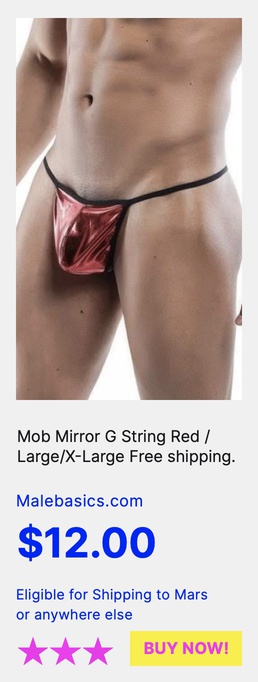 Mob Mirror G String Red /
Large/X-Large Free shipping.
Malebasics.com
$12.00
Eligible for Shipping to Mars
or anywhere else
BUY NOW!